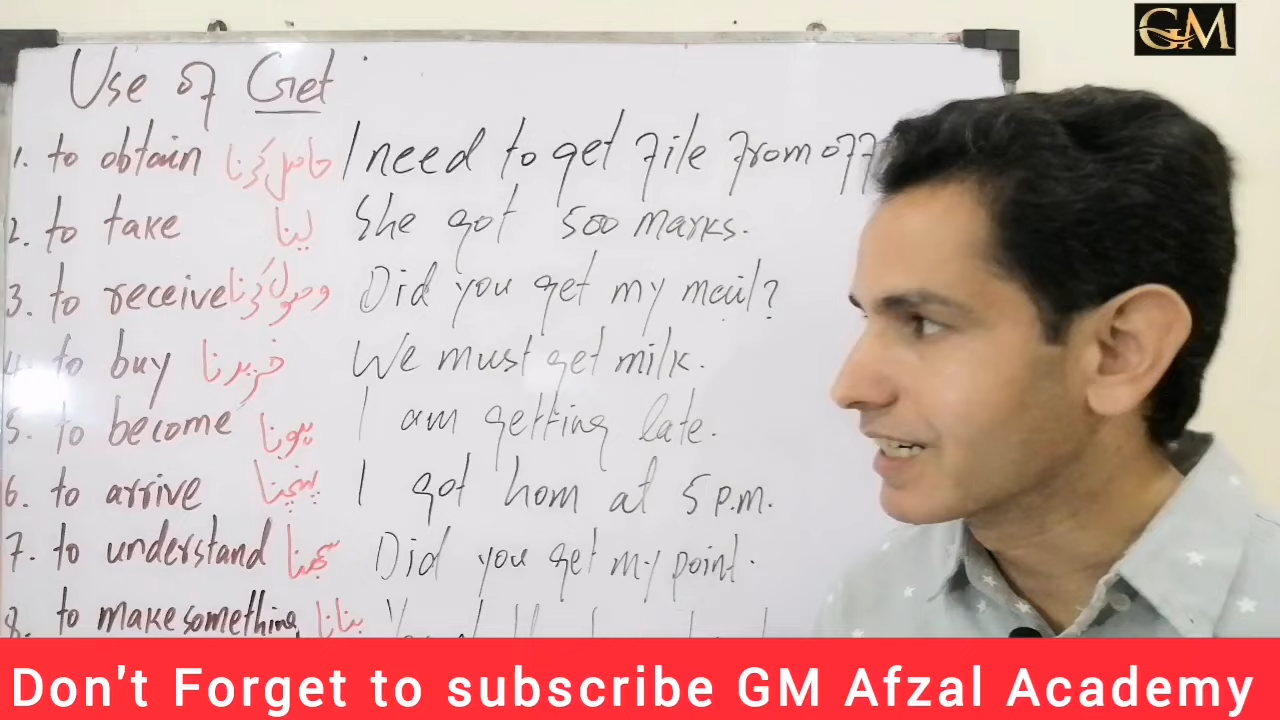 GM
Use of Get
1. to obtain حاصل کرنا I need to get file from off
2. to take لینا She got 500 marks.
3. to receive وصول کرنا Did you get my mail?
4. to buy خریدنا We must get milk.
5. to become ہونا I am getting late.
6. to arrive پہنچنا I got hom at 5 p.m.
7. to understand سمجھنا Did you get my point.
8. to make something بنانا
Don't Forget to subscribe GM Afzal Academy